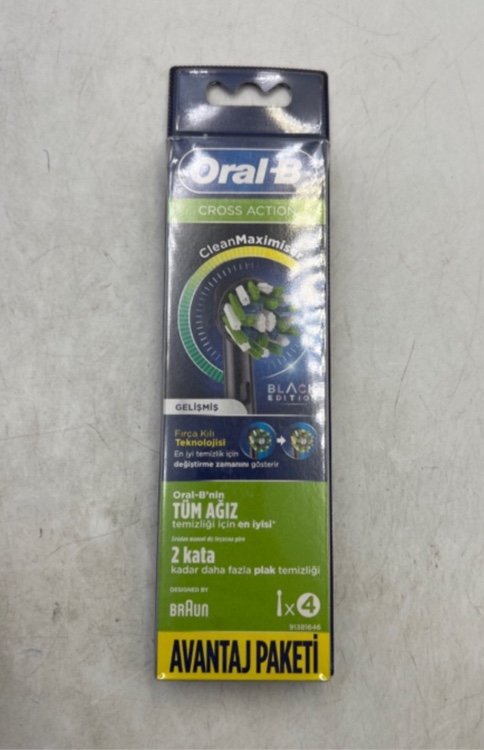 Oral-B
CROSS ACTION
CleanMaximiser
BLACK
EDITION
GELİŞMİŞ
Fırça Kılı
Teknolojisi
En iyi temizlik için
değiştirme zamanını gösterir
Oral-B'nin
TÜM AĞIZ
temizliği için en iyisi*
2 kata
kadar daha fazla plak temizliği
DESIGNED BY
BRAUN
x 4
91381646
AVANTAJ PAKETİ